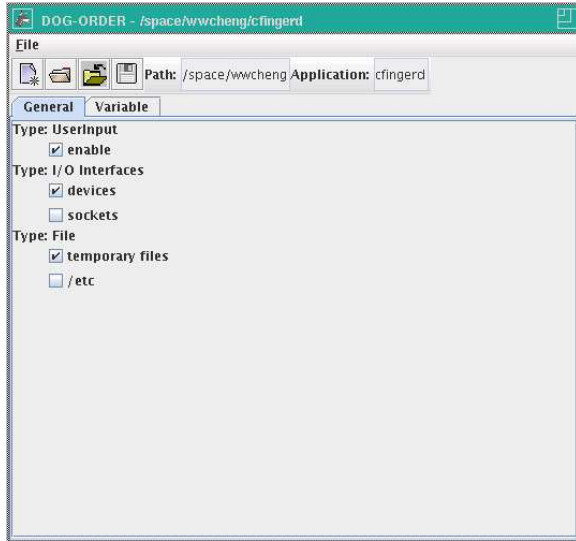 DOG-ORDER - /space/wwcheng/cfingerd
File
Path: /space/wwcheng Application: cfingerd
General Variable
Type: UserInput
enable
Type: I/O Interfaces
devices
sockets
Type: File
temporary files
/etc